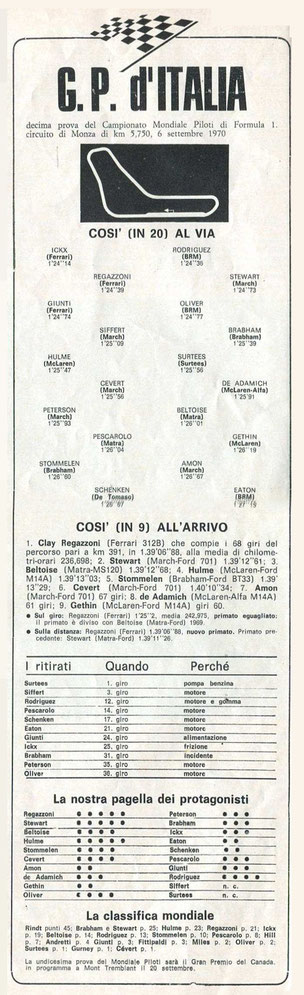 G.P. d'ITALIA
decima prova del Campionato Mondiale Piloti di Formula 1.
circuito di Monza di km 5,750, 6 settembre 1970
COSI' (IN 20) AL VIA
ICKX RODRIGUEZ
(Ferrari) (BRM)
1'24''14 1'24''36
REGAZZONI STEWART
(Ferrari) (March)
1'24''39 1'24''73
GIUNTI OLIVER
(Ferrari) (BRM)
1'24''74 1'24''77
SIFFERT BRABHAM
(March) (Brabham)
1'25''09 1'25''39
HULME SURTEES
(McLaren) (Surtees)
1'25''47 1'25''56
CEVERT DE ADAMICH
(March) (McLaren-Alfa)
1'25''56 1'25'91
PETERSON BELTOISE
(March) (Matra)
1'25''93 1'26''01
PESCAROLO GETHIN
(Matra) (McLaren)
1'26''04 1'26''19
STOMMELEN AMON
(Brabham) (March)
1'26''60 1'26''67
SCHENKEN EATON
(De Tomaso) (BRM)
COSI' (IN 9) ALL'ARRIVO
1. Clay Regazzoni (Ferrari 312B) che compie i 68 giri del
percorso pari a km 391, in 1.39'06''88, alla media di chilome-
tri-orari 236,698; 2. Stewart (March-Ford 701) 1.39'12''61; 3.
Beltoise (Matra-MS120) 1.39'12''68; 4. Hulme (McLaren-Ford
M14A) 1.39'13''03; 5. Stommelen (Brabham-Ford BT33) 1.39'
13''29; 6. Cevert (March-Ford 701) 1.40'10''34; 7. Amon
(March-Ford 701) 67 giri; 8. de Adamich (McLaren-Alfa M14A)
61 giri; 9. Gethin (McLaren-Ford M14A) giri 60.
● Sul giro: Regazzoni (Ferrari) 1'25''2, media 242,975, primato eguagliato:
il primato è diviso con Beltoise (Matra-Ford) 1969.
● Sulla distanza: Regazzoni (Ferrari) 1.39'06''88, nuovo primato. Primato pre-
cedente: Stewart (Matra-Ford) 1.39'11''26.
I ritirati Quando Perché
Surtees 1. giro pompa benzina
Siffert 3. giro motore
Rodriguez 12. giro motore e gomma
Pescarolo 14. giro motore
Schenken 17. giro motore
Eaton 21. giro motore
Giunti 24. giro alimentazione
Ickx 25. giro frizione
Brabham 31. giro incidente
Peterson 35. giro motore
Oliver 36. giro motore
La nostra pagella dei protagonisti
Regazzoni ● ● ● ● ● Peterson ● ● ●
Stewart ● ● ● ● ● Brabham ● ● ●
Beltoise ● ● ● ● Ickx ● ● ●
Hulme ● ● ● ● Eaton ● ●
Stommelen ● ● ● ● Schenken ● ●
Cevert ● ● ● ● Pescarolo ● ● ●
Amon ● ● Giunti ● ● ●
de Adamich ● ● ● Rodriguez ● ● ● ●
Gethin ● ● Siffert n. c.
Oliver ● ● ● ● Surtees n. c.
La classifica mondiale
Rindt punti 45; Brabham e Stewart p. 25; Hulme p. 23; Regazzoni p. 21; Ickx
p. 19; Beltoise p. 14; Rodriguez p. 13; Stommelen p. 10; Pescarolo p. 8; Hill
p. 7; Andretti p. 4 Giunti p. 3; Fittipaldi p. 3; Miles p. 2; Oliver p. 2;
Surtees p. 1; Gurney p. 1; Cévert p. 1.
La undicesima prova del Mondiale Piloti sarà il Gran Premio del Canada.
in programma a Mont Tremblant il 20 settembre.